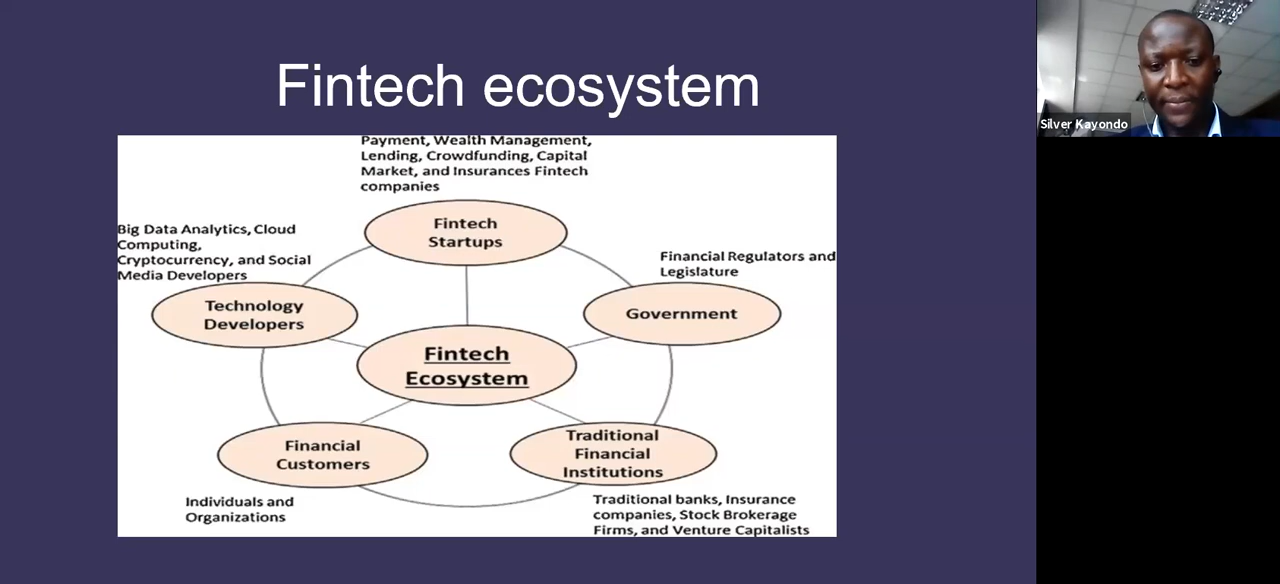 Fintech ecosystem
Silver Kayondo
Payment, Wealth Management,
Lending, Crowdfunding, Capital
Market, and Insurances Fintech
companies
Fintech
Startups
Big Data Analytics, Cloud
Computing,
Cryptocurrency, and Social
Media Developers
Technology
Developers
Financial Regulators and
Legislature
Government
Fintech
Ecosystem
Financial
Customers
Individuals and
Organizations
Traditional
Financial
Institutions
Traditional banks, Insurance
companies, Stock Brokerage
Firms, and Venture Capitalists